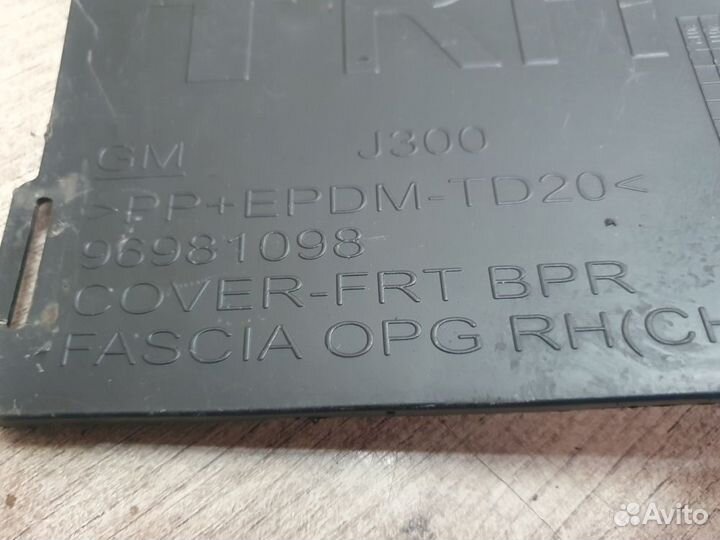 GM J300
>PP+EPDM-TD20<
96981098
COVER-FRT BPR
FASCIA OPG RH(CH
Avito